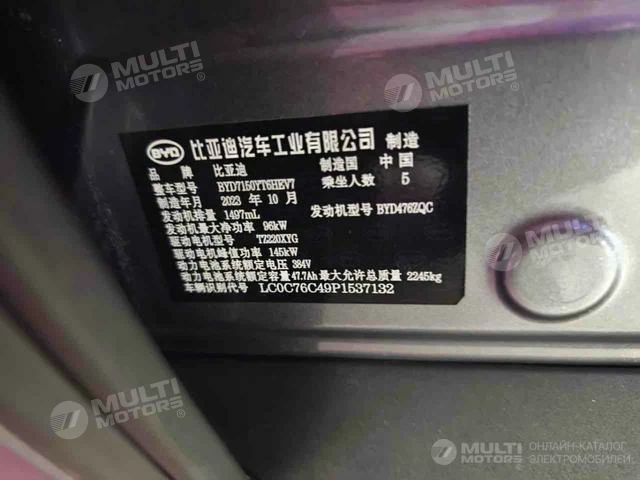 MULTI MOTORS®
MULTI MOTORS®
BYD 比亚迪汽车工业有限公司 制造
品 牌 比亚迪 制造国 中 国
整车型号 BYD7150YT6HEV7 乘坐人数 5
制造年月 2023 年 10 月
发动机排量 1497mL 发动机型号 BYD476ZQC
发动机最大净功率 96kW
驱动电机型号 TZ220XYG
驱动电机峰值功率 145kW
动力电池系统额定电压 384V
动力电池系统额定容量 47.7Ah 最大允许总质量 2245kg
车辆识别代号 LC0C76C49P1537132
MULTI MOTORS®
MULTI MOTORS ОНЛАЙН-КАТАЛОГ ЭЛЕКТРОМОБИЛЕЙ